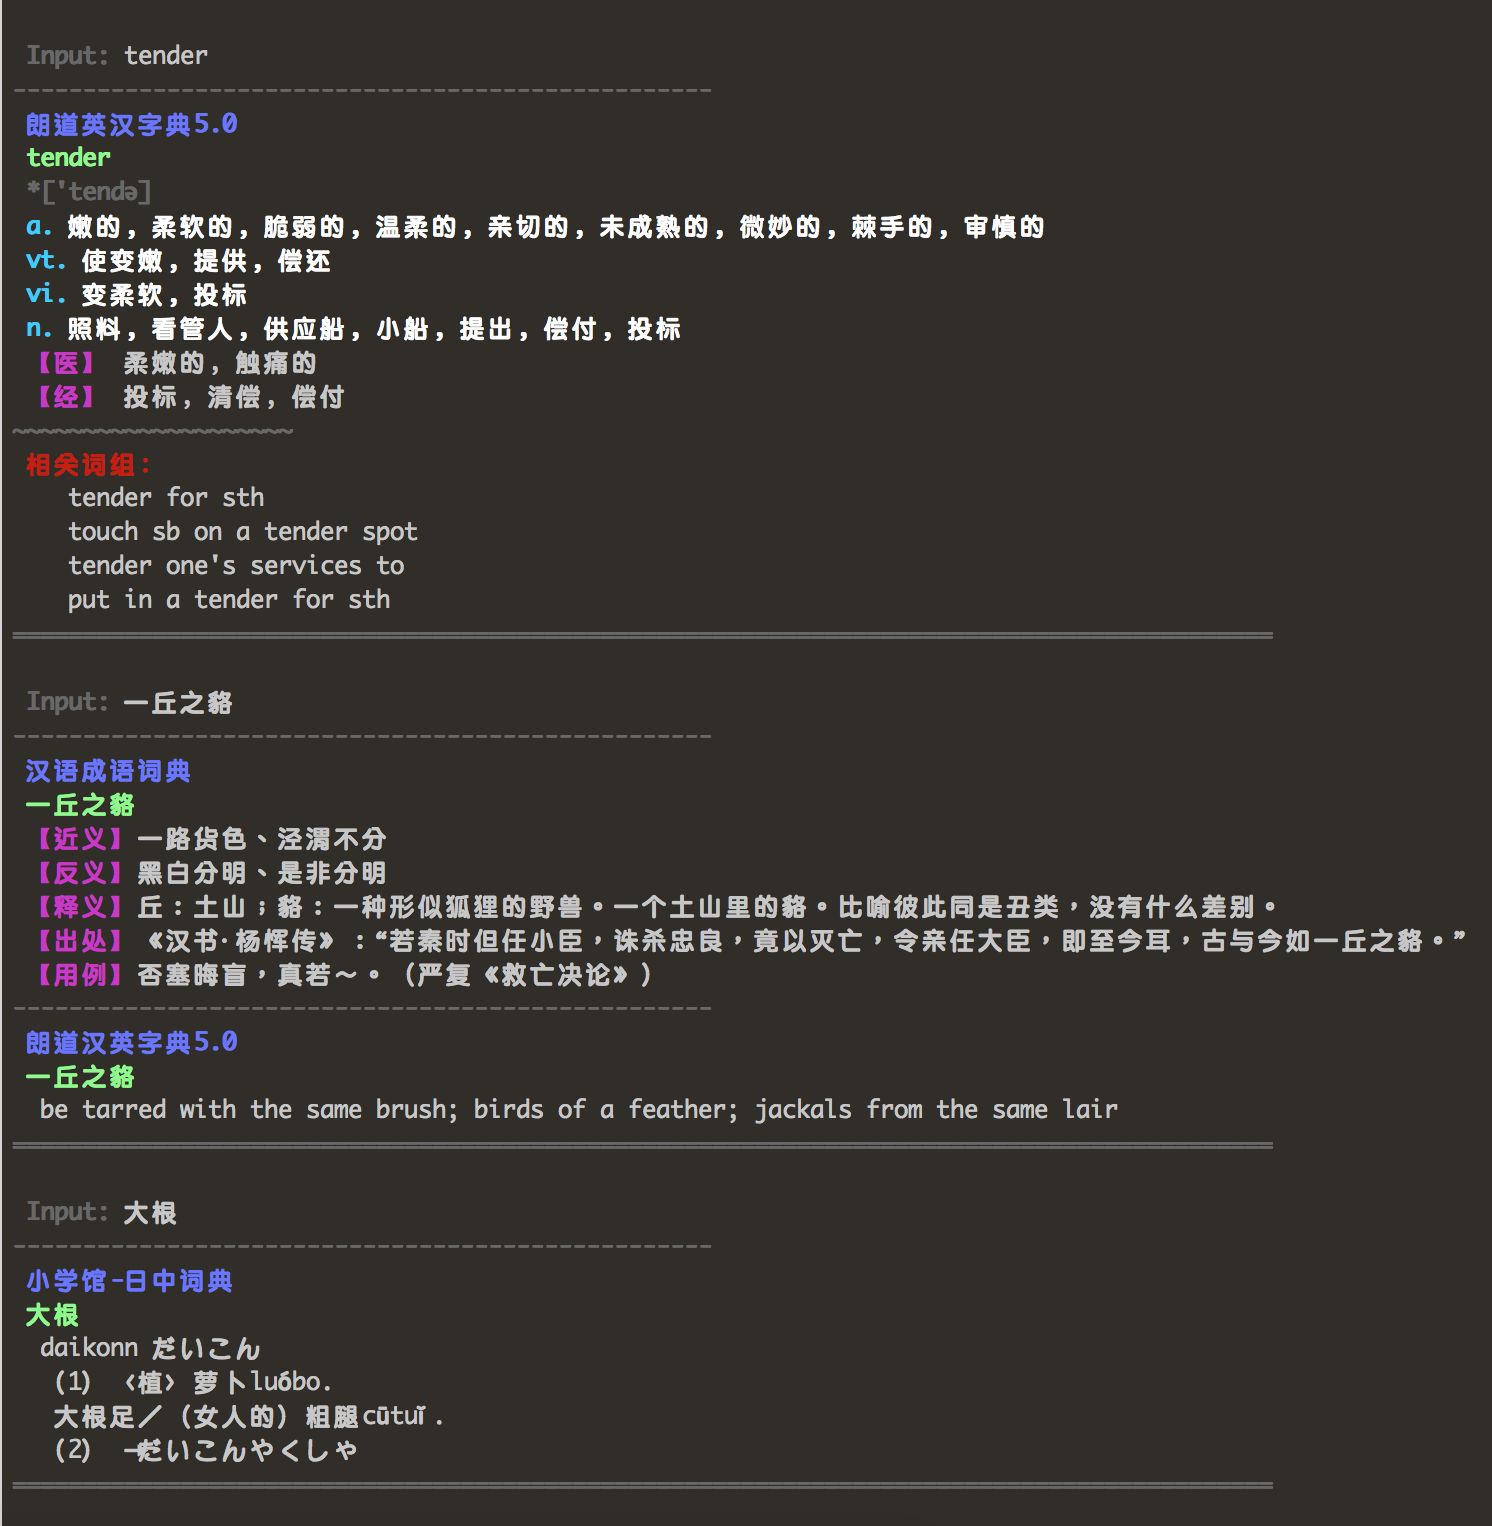 Input: tender
--------------------------------------------------
朗道英汉字典5.0
tender
*['tendə]
a. 嫩的，柔软的，脆弱的，温柔的，亲切的，未成熟的，微妙的，棘手的，审慎的
vt. 使变嫩，提供，偿还
vi. 变柔软，投标
n. 照料，看管人，供应船，小船，提出，偿付，投标
【医】 柔嫩的，触痛的
【经】 投标，清偿，偿付
~~~~~~~~~~~~~~~~~~~~
相关词组：
tender for sth
touch sb on a tender spot
tender one's services to
put in a tender for sth
==========================================================================================
Input: 一丘之貉
--------------------------------------------------
汉语成语词典
一丘之貉
【近义】一路货色、泾渭不分
【反义】黑白分明、是非分明
【释义】丘：土山；貉：一种形似狐狸的野兽。一个土山里的貉。比喻彼此同是丑类，没有什么差别。
【出处】《汉书·杨恽传》：“若秦时但任小臣，诛杀忠良，竟以灭亡，令亲任大臣，即至今耳，古与今如一丘之貉。”
【用例】否塞晦盲，真若～。（严复《救亡决论》）
--------------------------------------------------
朗道汉英字典5.0
一丘之貉
be tarred with the same brush; birds of a feather; jackals from the same lair
==========================================================================================
Input: 大根
--------------------------------------------------
小学馆-日中词典
大根
daikonn だいこん
（1） 〈植〉萝卜luóbo.
大根足／（女人的）粗腿cūtuǐ.
（2） →だいこんやくしゃ
==========================================================================================